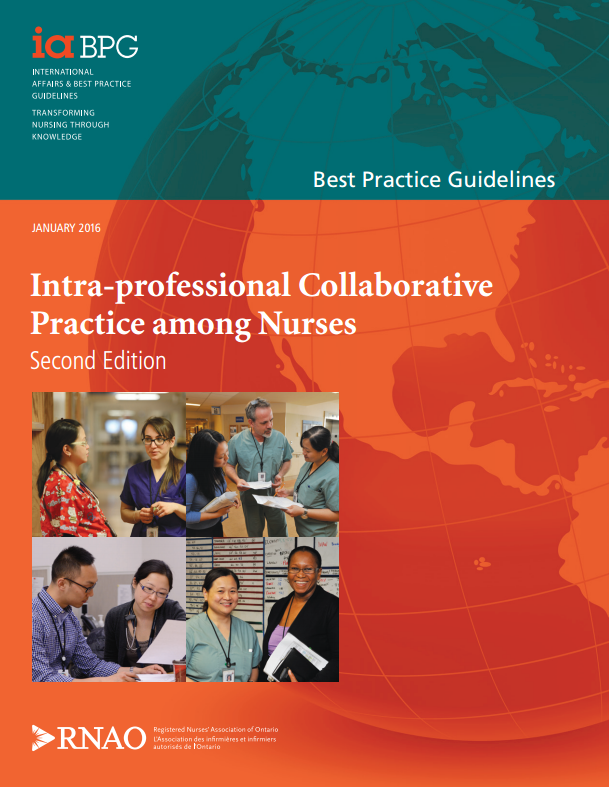 ia BPG
INTERNATIONAL
AFFAIRS & BEST PRACTICE
GUIDELINES
TRANSFORMING
NURSING THROUGH
KNOWLEDGE
Best Practice Guidelines
JANUARY 2016
Intra-professional Collaborative
Practice among Nurses
Second Edition
RNAO
Registered Nurses' Association of Ontario
L'Association des infirmières et infirmiers
autorisés de l'Ontario